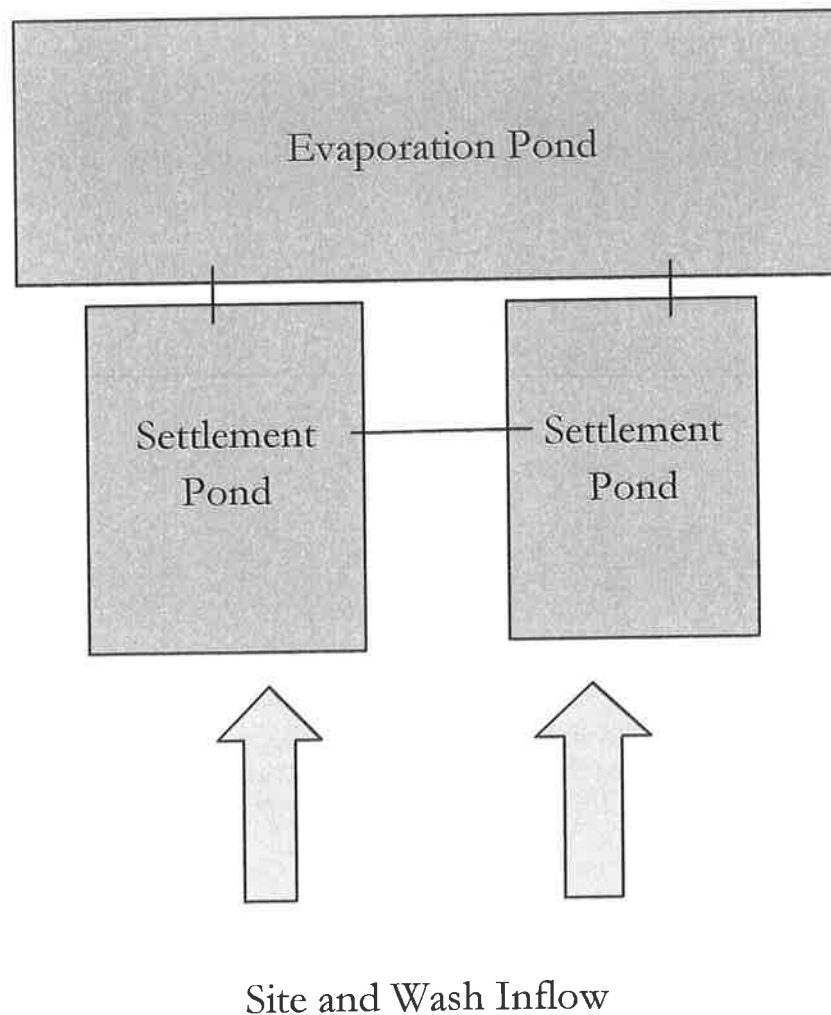 Evaporation Pond
Settlement
Pond
Settlement
Pond
Site and Wash Inflow